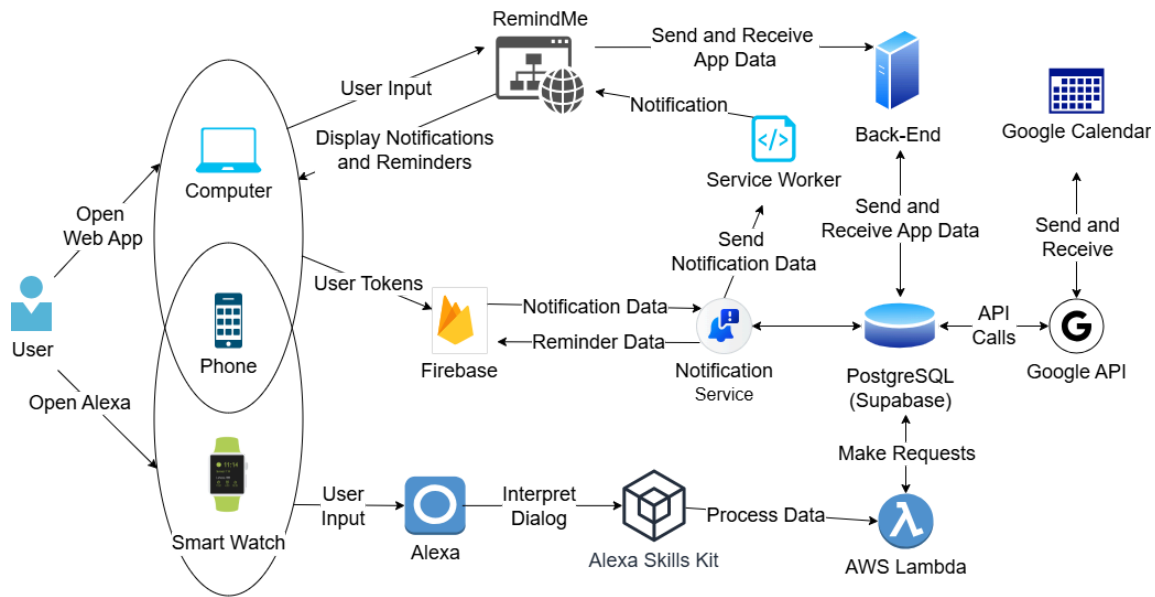 RemindMe
Send and Receive
App Data
User Input
Notification
Display Notifications
and Reminders
Back-End
Google Calendar
Computer
Service Worker
Open
Web App
Send and
Receive App Data
Send and
Receive
Send
Notification Data
User Tokens
Notification Data
API
Calls
Reminder Data
User
Phone
Firebase
Notification
Service
PostgreSQL
(Supabase)
Google API
Open Alexa
Make Requests
11:14
User
Input
Interpret
Dialog
Process Data
Smart Watch
Alexa
Alexa Skills Kit
AWS Lambda